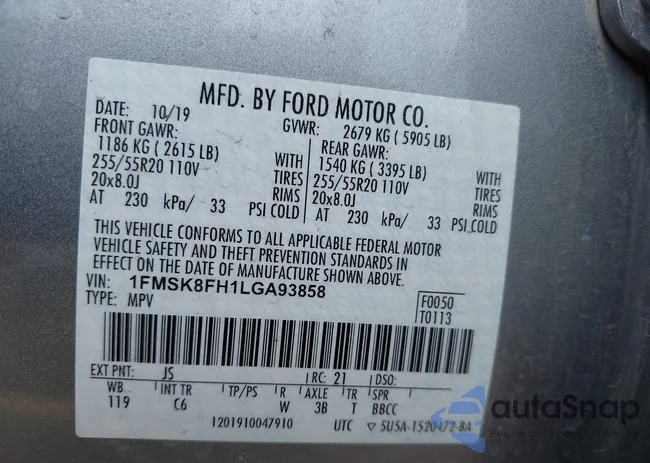 MFD. BY FORD MOTOR CO.
DATE: 10/19 GVWR: 2679 KG ( 5905 LB)
FRONT GAWR: REAR GAWR:
1186 KG ( 2615 LB) WITH 1540 KG ( 3395 LB) WITH
255/55R20 110V TIRES 255/55R20 110V TIRES
20x8.0J RIMS 20x8.0J RIMS
AT 230 kPa/ 33 PSI COLD AT 230 kPa/ 33 PSI COLD
THIS VEHICLE CONFORMS TO ALL APPLICABLE FEDERAL MOTOR
VEHICLE SAFETY AND THEFT PREVENTION STANDARDS IN
EFFECT ON THE DATE OF MANUFACTURE SHOWN ABOVE.
VIN: 1FMSK8FH1LGA93858
TYPE: MPV
F0050
T0113
EXT PNT: JS RC: 21 DSO:
WB INT TR TP/PS R AXLE TR SPR
119 C6 W 3B T BBCC
1201910047910 UTC ▽ 5U5A-1520472-BA
autoSnap